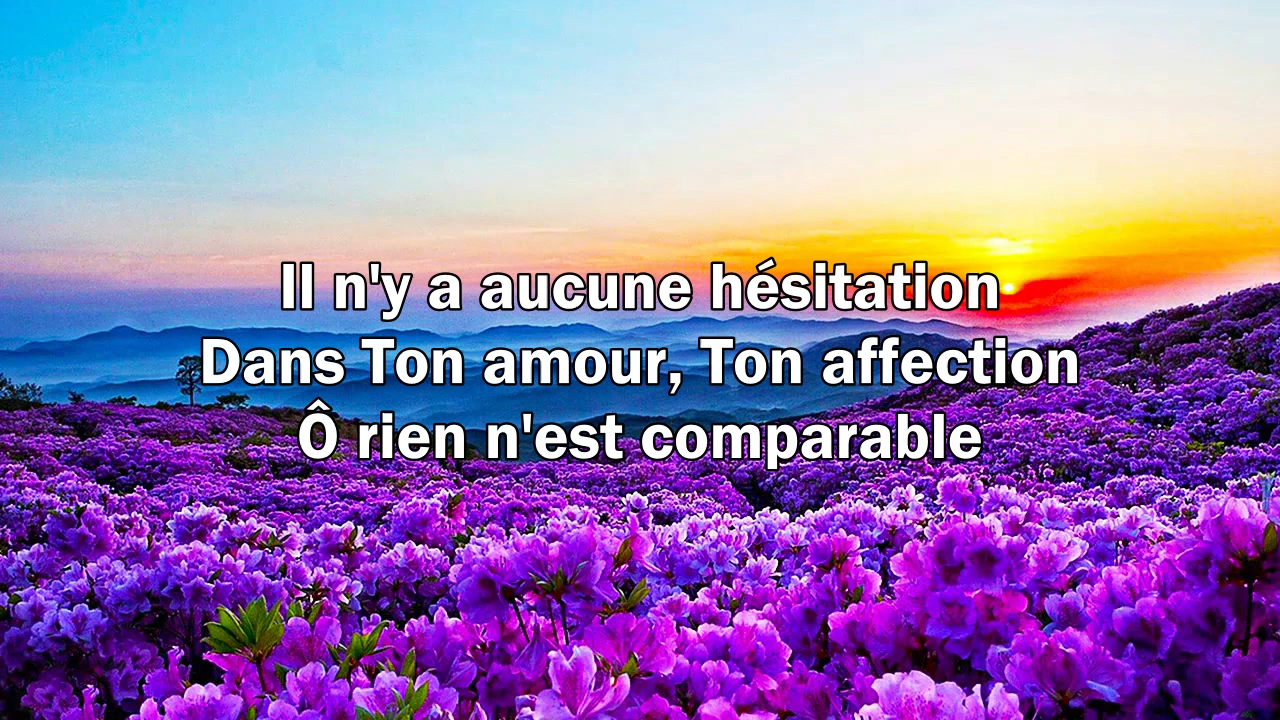 Il n'y a aucune hésitation
Dans Ton amour, Ton affection
Ô rien n'est comparable